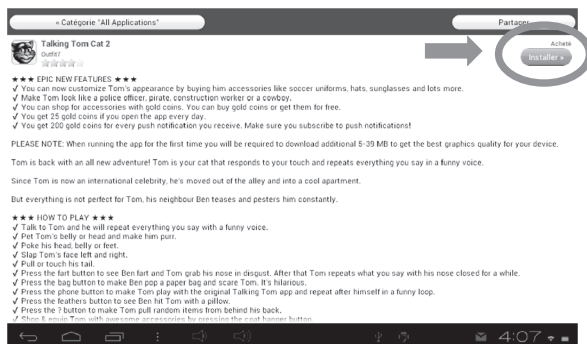 « Catégorie "All Applications"
Partager
Talking Tom Cat 2
Outfit7
Acheté
Installer »
★★★ EPIC NEW FEATURES ★★★
√ You can now customize Tom's appearance by buying him accessories like soccer uniforms, hats, sunglasses and lots more.
√ Make Tom look like a police officer, pirate, construction worker or a cowboy.
√ You can shop for accessories with gold coins. You can buy gold coins or get them for free.
√ You get 25 gold coins if you open the app every day.
√ You get 200 gold coins for every push notification you receive. Make sure you subscribe to push notifications!
PLEASE NOTE: When running the app for the first time you will be required to download additional 5-39 MB to get the best graphics quality for your device.
Tom is back with an all new adventure! Tom is your cat that responds to your touch and repeats everything you say in a funny voice.
Since Tom is now an international celebrity, he's moved out of the alley and into a cool apartment.
But everything is not perfect for Tom, his neighbour Ben teases and pesters him constantly.
★★★ HOW TO PLAY ★★★
√ Talk to Tom and he will repeat everything you say with a funny voice.
√ Pet Tom's belly or head and make him purr.
√ Poke his head, belly or feet.
√ Slap Tom's face left and right.
√ Pull or touch his tail.
√ Press the fart button to see Ben fart and Tom grab his nose in disgust. After that Tom repeats what you say with his nose closed for a while.
√ Press the bag button to make Ben pop a paper bag and scare Tom. It's hilarious.
√ Press the phone button to make Tom play with the original Talking Tom app and repeat after himself in a funny loop.
√ Press the feathers button to see Ben hit Tom with a pillow.
√ Press the ? button to make Tom pull random items from behind his back.
√ Shop & equip Tom with awesome accessories by pressing the coat hanger button.
4:07